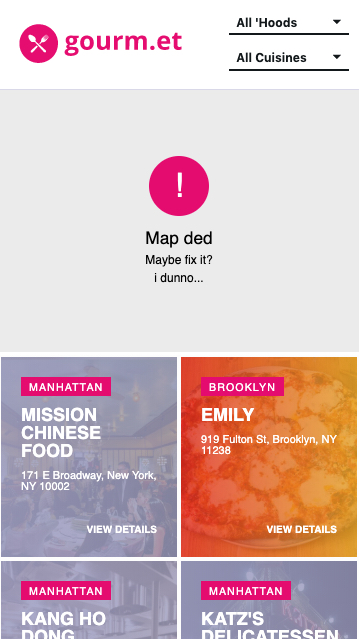 gourm.et
All 'Hoods
All Cuisines
!
Map ded
Maybe fix it?
i dunno...
MANHATTAN
MISSION
CHINESE
FOOD
171 E Broadway, New York,
NY 10002
VIEW DETAILS
BROOKLYN
EMILY
919 Fulton St, Brooklyn, NY
11238
VIEW DETAILS
MANHATTAN
KANG HO
DONG
MANHATTAN
KATZ'S
DELICATESSEN